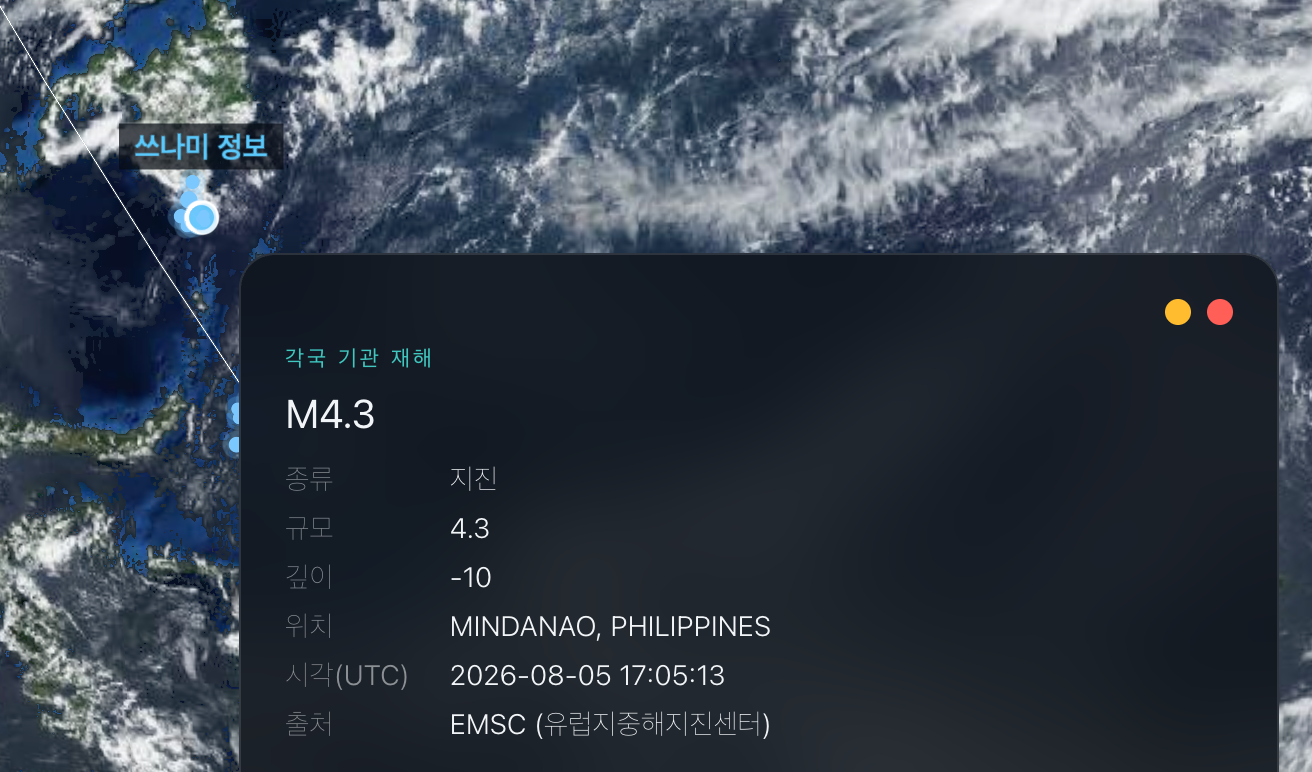 쓰나미 정보
각국 기관 재해
M4.3
종류 지진
규모 4.3
깊이 -10
위치 MINDANAO, PHILIPPINES
시각(UTC) 2026-08-05 17:05:13
출처 EMSC (유럽지중해지진센터)